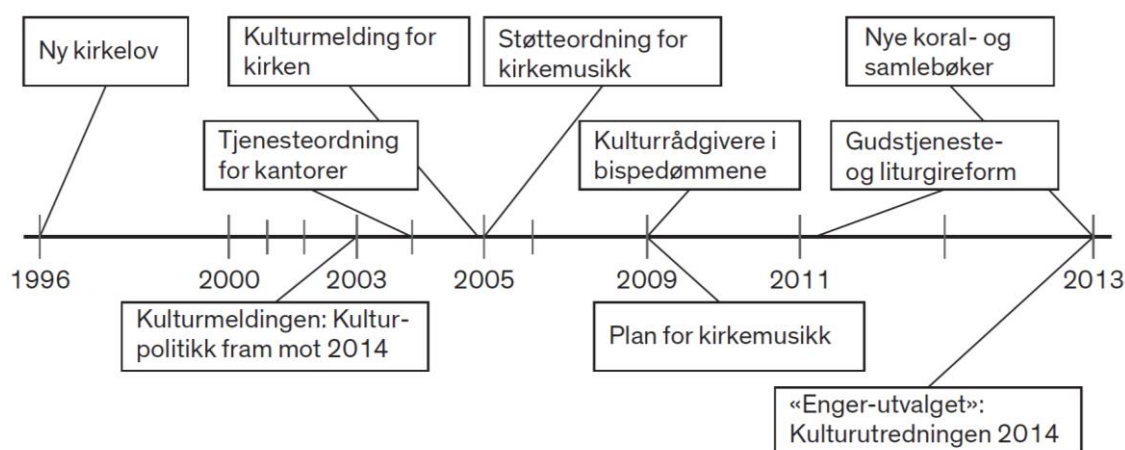 Ny kirkelov
Kulturmelding for
kirken
Støtteordning for
kirkemusikk
Nye koral- og
samlebøker
Tjenesteordning
for kantorer
Kulturrådgivere i
bispedømmene
Gudstjeneste-
og liturgireform
1996
2000
2003
2005
2009
2011
2013
Kulturmeldingen: Kultur-
politikk fram mot 2014
Plan for kirkemusikk
«Enger-utvalget»:
Kulturutredningen 2014